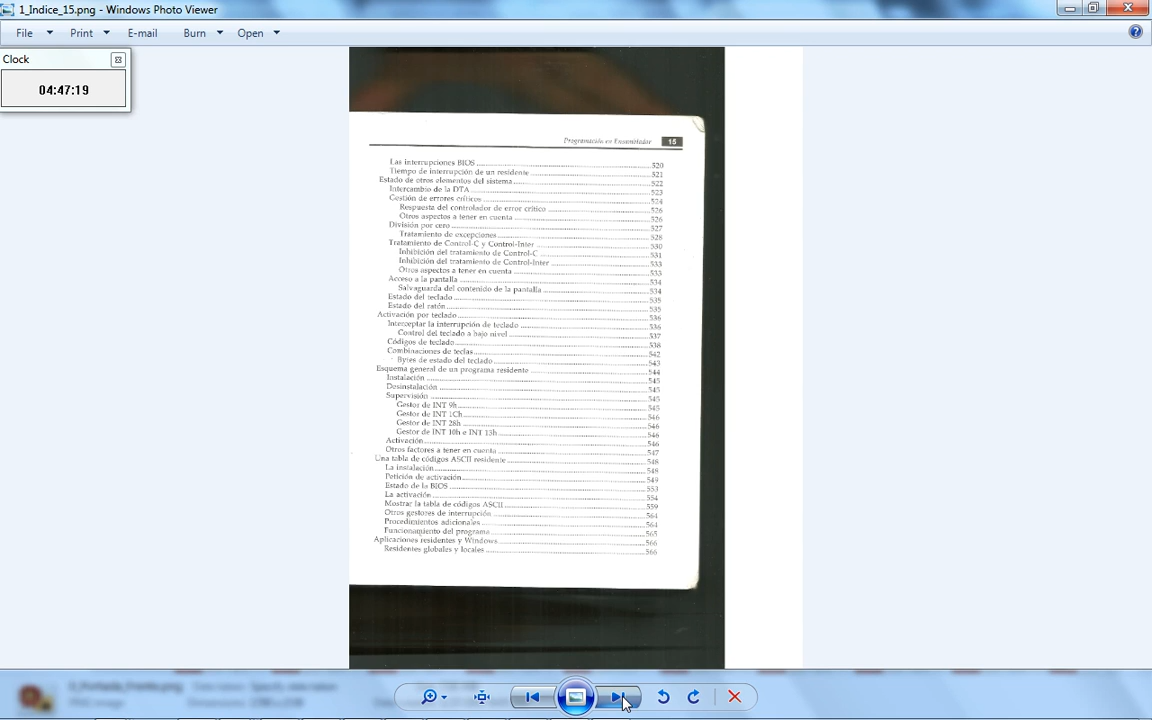 1_Indice_15.png - Windows Photo Viewer
File Print E-mail Burn Open
Clock
04:47:19
Programación en Ensamblador 15
Las interrupciones BIOS 520
Tiempo de interrupción de un residente 521
Estado de otros elementos del sistema 522
Intercambio de la DTA 523
Gestión de errores críticos 524
Respuesta del controlador de error crítico 526
Otros aspectos a tener en cuenta 526
División por cero 527
Tratamiento de excepciones 528
Tratamiento de Control-C y Control-Inter 530
Inhibición del tratamiento de Control-C 531
Inhibición del tratamiento de Control-Inter 533
Otros aspectos a tener en cuenta 533
Acceso a la pantalla 534
Salvaguarda del contenido de la pantalla 534
Estado del teclado 535
Estado del ratón 535
Activación por teclado 536
Interceptar la interrupción de teclado 536
Control del teclado a bajo nivel 537
Códigos de teclado 538
Combinaciones de teclas 542
Bytes de estado del teclado 543
Esquema general de un programa residente 544
Instalación 545
Desinstalación 545
Supervisión 545
Gestor de INT 9h 545
Gestor de INT 1Ch 546
Gestor de INT 28h 546
Gestor de INT 10h e INT 13h 546
Activación 546
Otros factores a tener en cuenta 547
Una tabla de códigos ASCII residente 548
La instalación 548
Petición de activación 549
Estado de la BIOS 553
La activación 554
Mostrar la tabla de códigos ASCII 559
Otros gestores de interrupción 564
Procedimientos adicionales 564
Funcionamiento del programa 565
Aplicaciones residentes y Windows 566
Residentes globales y locales 566